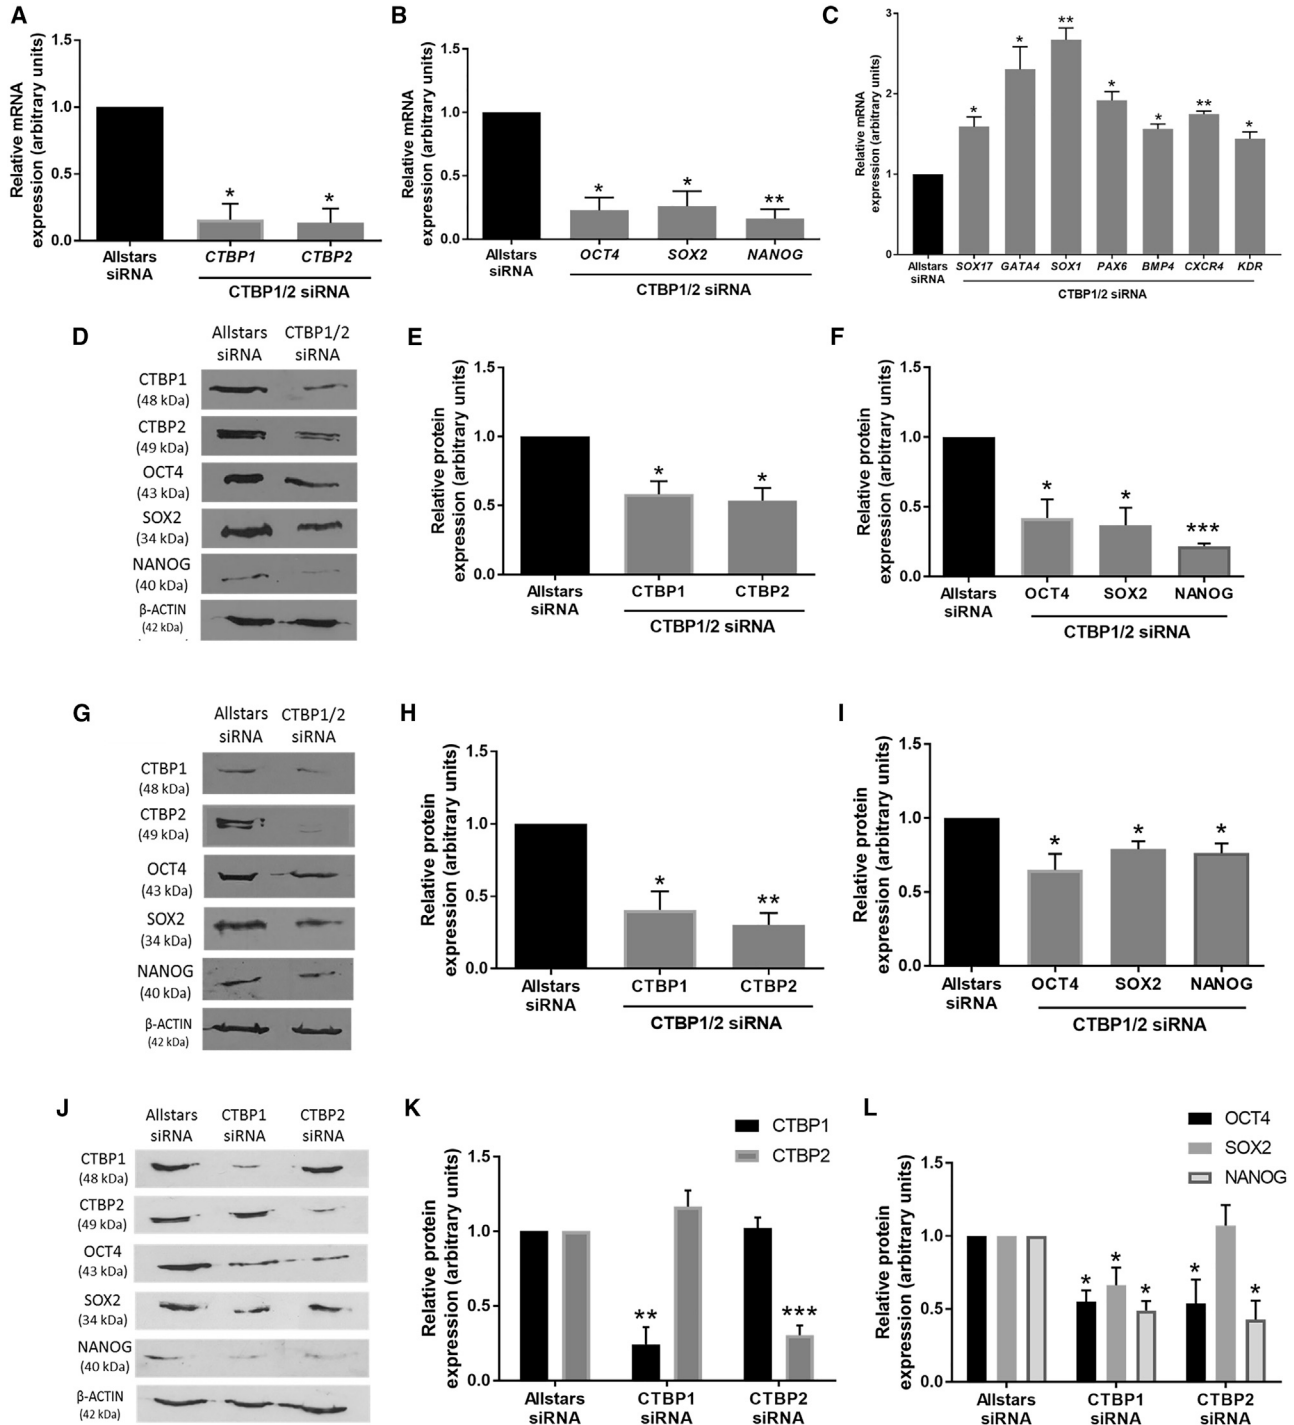 A
Relative mRNA
expression (arbitrary units)
1.5
1.0
0.5
0.0
*
*
Allstars
siRNA
CTBP1
CTBP2
CTBP1/2 siRNA
B
Relative mRNA
expression (arbitrary units)
1.5
1.0
0.5
0.0
*
*
**
Allstars
siRNA
OCT4
SOX2
NANOG
CTBP1/2 siRNA
C
Relative mRNA
expression (arbitrary units)
3
2
1
0
*
*
**
*
*
**
*
Allstars
siRNA
SOX17
GATA4
SOX1
PAX6
BMP4
CXCR4
KDR
CTBP1/2 siRNA
D
Allstars
siRNA
CTBP1/2
siRNA
CTBP1
(48 kDa)
CTBP2
(49 kDa)
OCT4
(43 kDa)
SOX2
(34 kDa)
NANOG
(40 kDa)
β-ACTIN
(42 kDa)
E
Relative protein
expression (arbitrary units)
1.5
1.0
0.5
0.0
*
*
Allstars
siRNA
CTBP1
CTBP2
CTBP1/2 siRNA
F
Relative protein
expression (arbitrary units)
1.5
1.0
0.5
0.0
*
*
***
Allstars
siRNA
OCT4
SOX2
NANOG
CTBP1/2 siRNA
G
Allstars
siRNA
CTBP1/2
siRNA
CTBP1
(48 kDa)
CTBP2
(49 kDa)
OCT4
(43 kDa)
SOX2
(34 kDa)
NANOG
(40 kDa)
β-ACTIN
(42 kDa)
H
Relative protein
expression (arbitrary units)
1.5
1.0
0.5
0.0
*
**
Allstars
siRNA
CTBP1
CTBP2
CTBP1/2 siRNA
I
Relative protein
expression (arbitrary units)
1.5
1.0
0.5
0.0
*
*
*
Allstars
siRNA
OCT4
SOX2
NANOG
CTBP1/2 siRNA
J
Allstars
siRNA
CTBP1
siRNA
CTBP2
siRNA
CTBP1
(48 kDa)
CTBP2
(49 kDa)
OCT4
(43 kDa)
SOX2
(34 kDa)
NANOG
(40 kDa)
β-ACTIN
(42 kDa)
K
CTBP1
CTBP2
Relative protein
expression (arbitrary units)
1.5
1.0
0.5
0.0
**
***
Allstars
siRNA
CTBP1
siRNA
CTBP2
siRNA
L
OCT4
SOX2
NANOG
Relative protein
expression (arbitrary units)
1.5
1.0
0.5
0.0
*
*
*
*
*
Allstars
siRNA
CTBP1
siRNA
CTBP2
siRNA